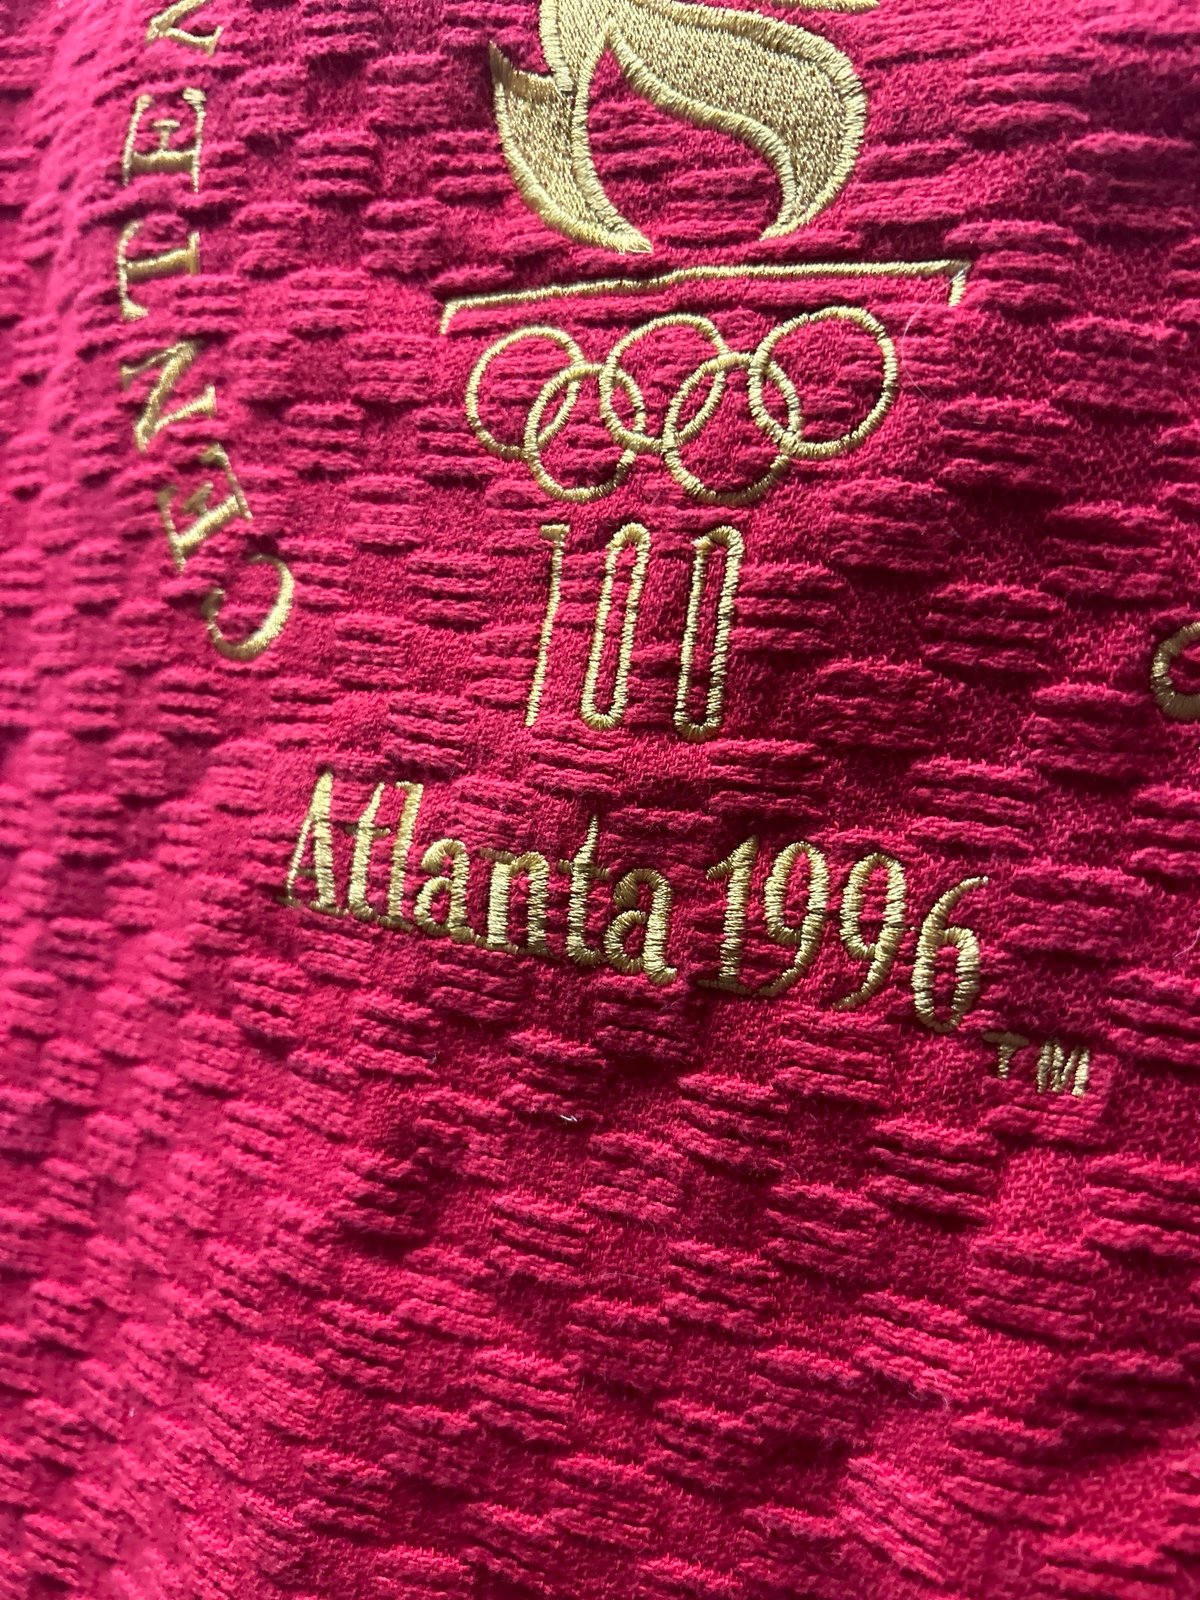 CENTEN
100
Atlanta 1996
TM